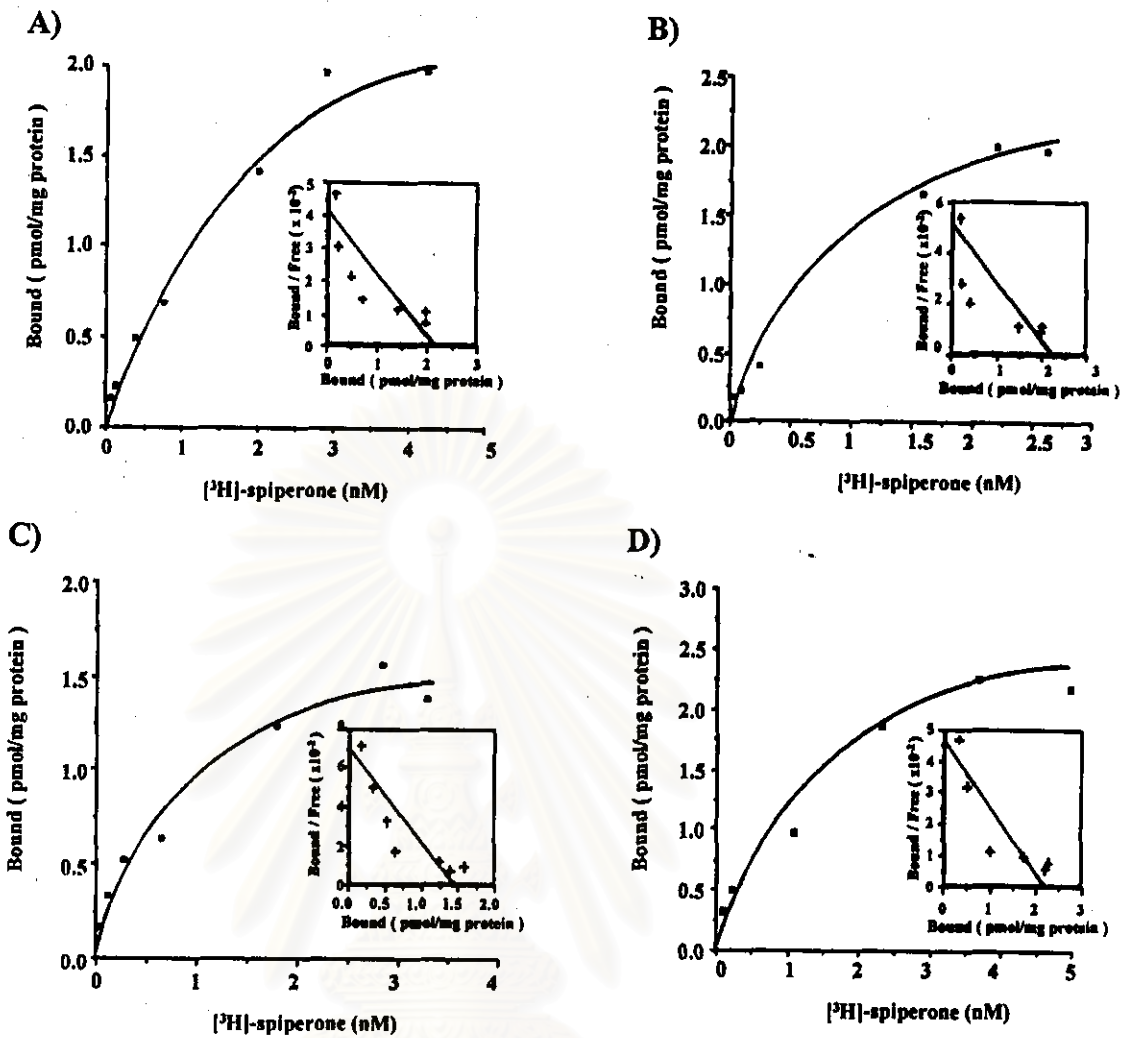 A)
Bound ( pmol/mg protein )
2.0
1.5
1.0
0.5
0.0
0 1 2 3 4 5
[³H]-spiperone (nM)
Bound / Free ( x 10⁻²)
5
4
3
2
1
0
0 1 2 3
Bound ( pmol/mg protein )
B)
Bound ( pmol/mg protein )
2.5
2.0
1.5
1.0
0.5
0.0
0 0.5 1 1.5 2 2.5 3
[³H]-spiperone (nM)
Bound / Free ( x10⁻²)
6
4
2
0
0 1 2 3
Bound ( pmol/mg protein )
C)
Bound ( pmol/mg protein )
2.0
1.5
1.0
0.5
0.0
0 1 2 3 4
[³H]-spiperone (nM)
Bound / Free ( x10⁻²)
8
6
4
2
0
0.0 0.5 1.0 1.5 2.0
Bound ( pmol/mg protein )
D)
Bound ( pmol/mg protein )
3.0
2.5
2.0
1.5
1.0
0.5
0.0
0 1 2 3 4 5
[³H]-spiperone (nM)
Bound / Free ( x10⁻²)
5
4
3
2
1
0
0 1 2 3
Bound ( pmol/mg protein )